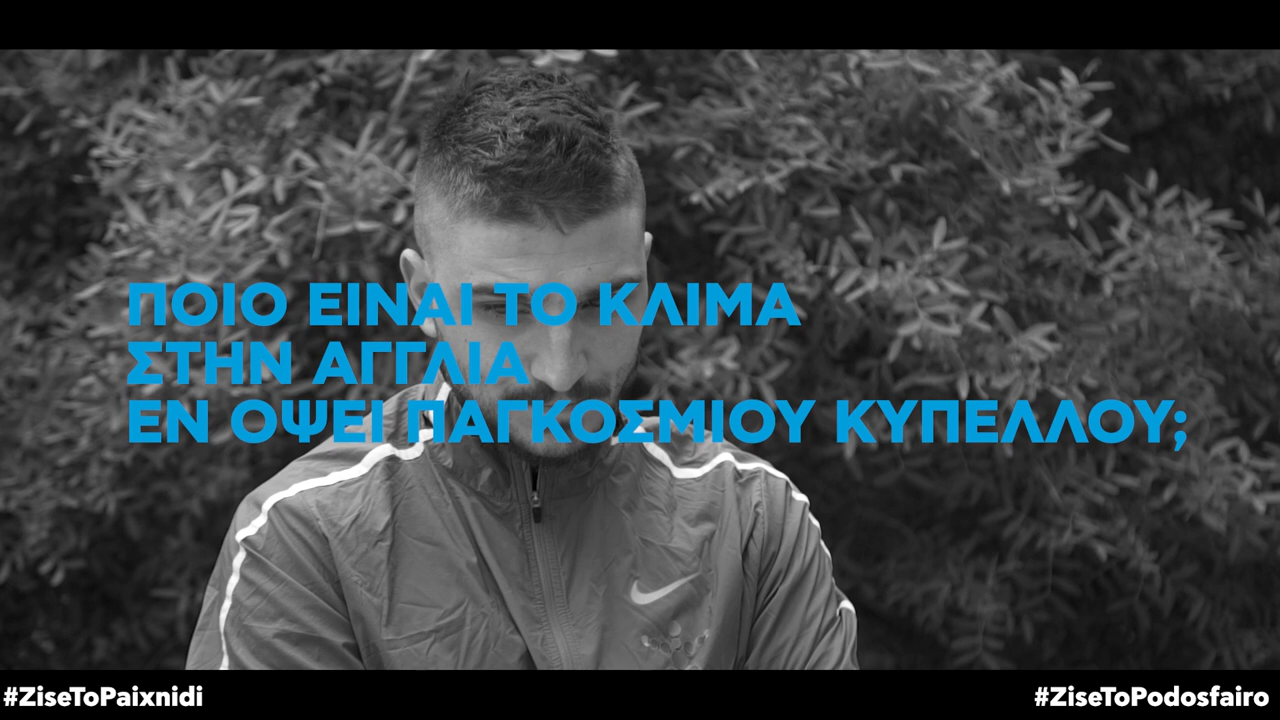 ΠΟΙΟ ΕΙΝΑΙ ΤΟ ΚΛΙΜΑ
ΣΤΗΝ ΑΓΓΛΙΑ
ΕΝ ΟΨΕΙ ΠΑΓΚΟΣΜΙΟΥ ΚΥΠΕΛΛΟΥ;
#ZiseToPaixnidi
#ZiseToPodosfairo